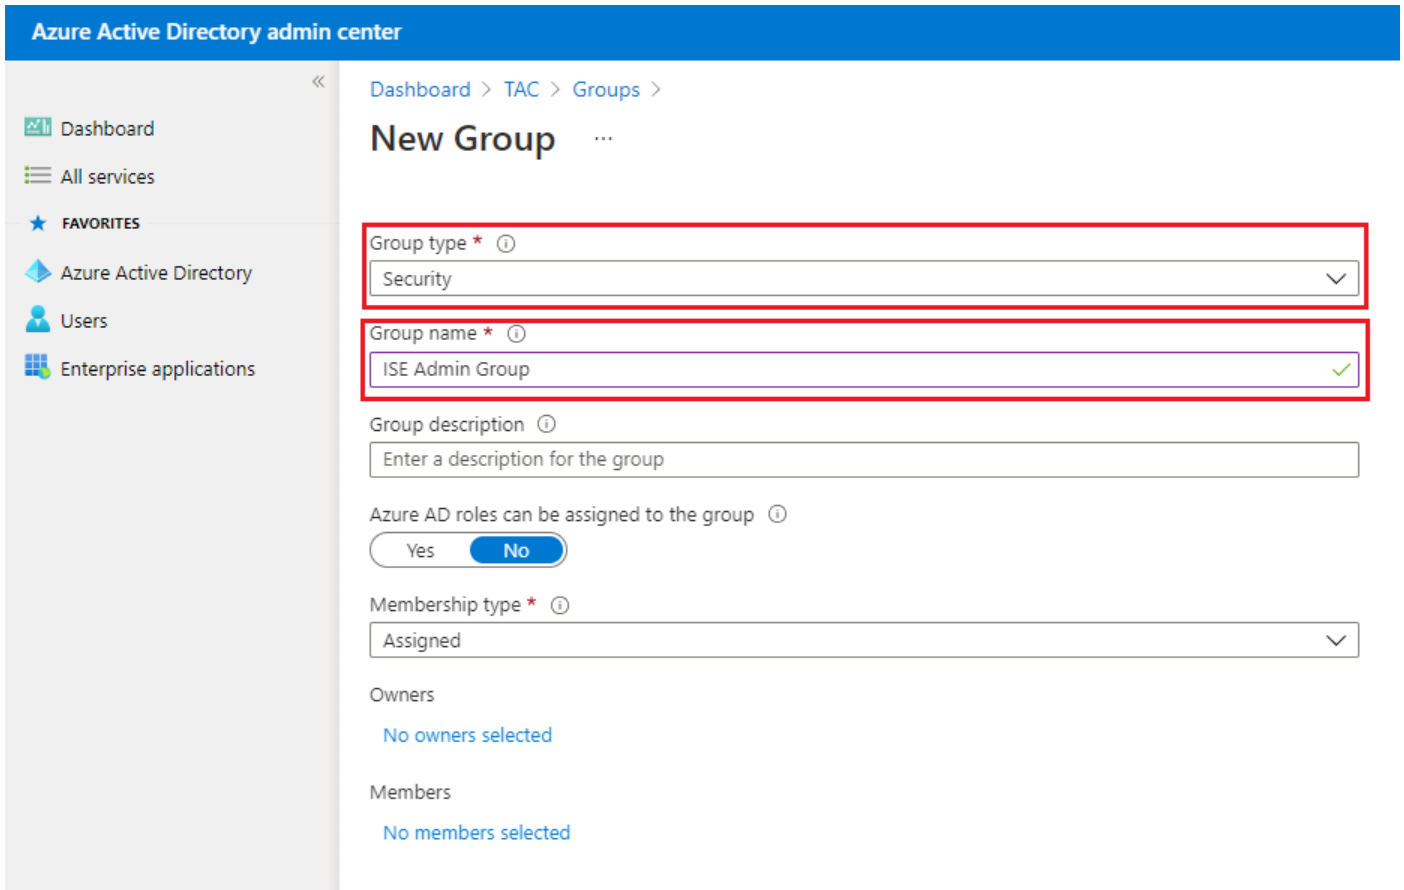 Azure Active Directory admin center
«
Dashboard
All services
FAVORITES
Azure Active Directory
Users
Enterprise applications
Dashboard > TAC > Groups >
New Group ...
Group type *
Security
Group name *
ISE Admin Group
Group description
Enter a description for the group
Azure AD roles can be assigned to the group
Yes No
Membership type *
Assigned
Owners
No owners selected
Members
No members selected